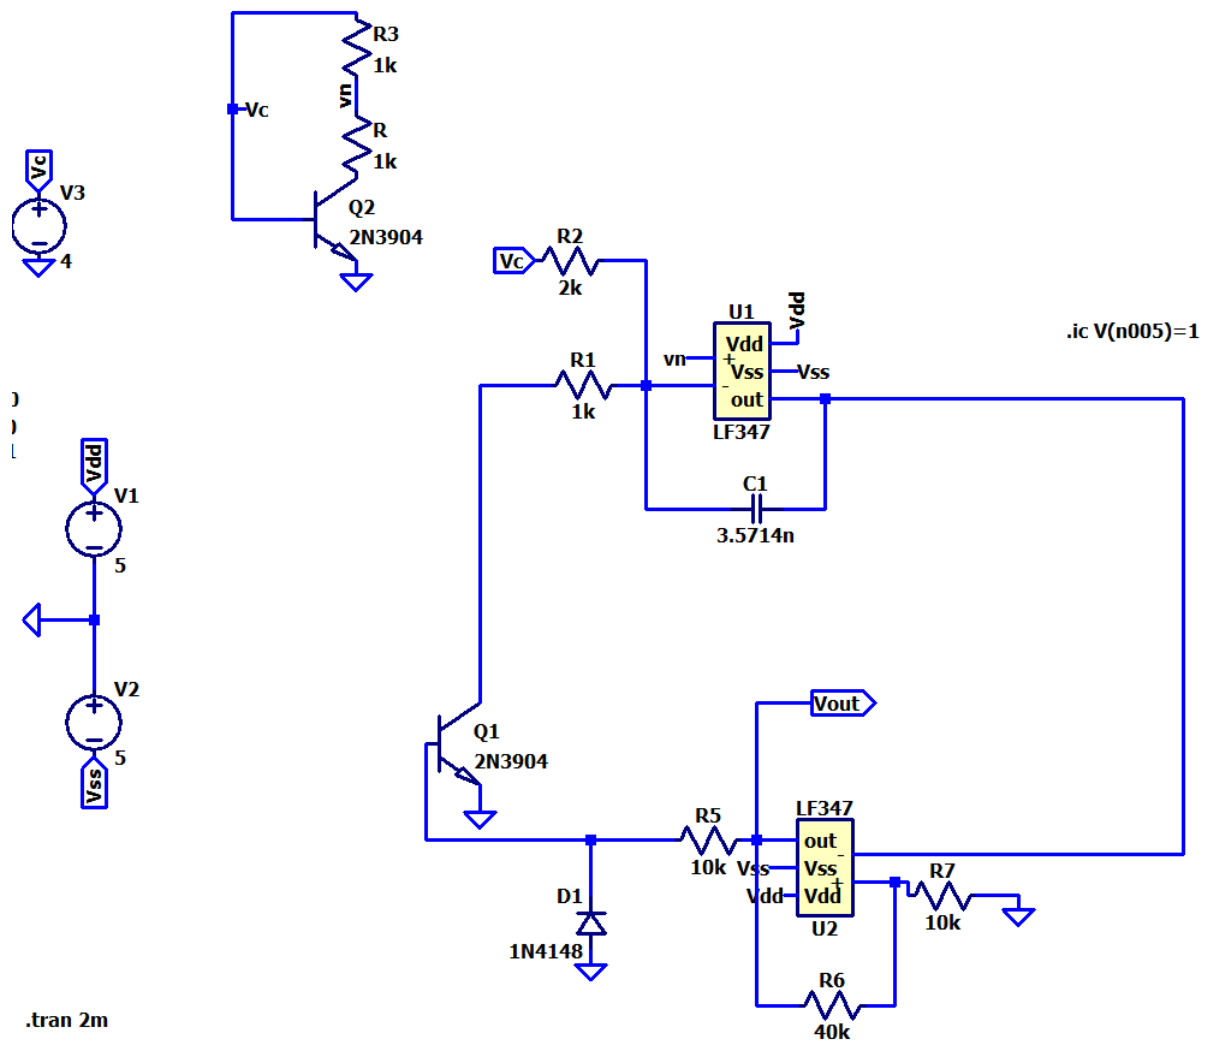 R3
1k
vn
Vc
R
1k
Vc
V3
4
Q2
2N3904
R2
Vc
2k
U1
Vdd
Vdd
vn
+
Vss
Vss
-
out
LF347
.ic V(n005)=1
R1
1k
C1
3.5714n
Vdd
V1
5
V2
5
Vss
Q1
2N3904
Vout
LF347
R5
10k
out
-
Vss
Vss
+
Vdd
Vdd
U2
R7
10k
D1
1N4148
R6
40k
.tran 2m